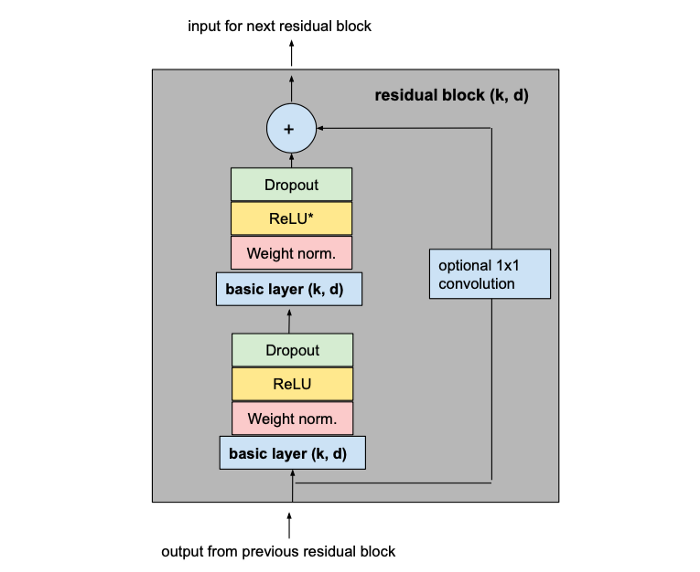 input for next residual block
residual block (k, d)
+
Dropout
ReLU*
Weight norm.
basic layer (k, d)
optional 1x1
convolution
Dropout
ReLU
Weight norm.
basic layer (k, d)
output from previous residual block